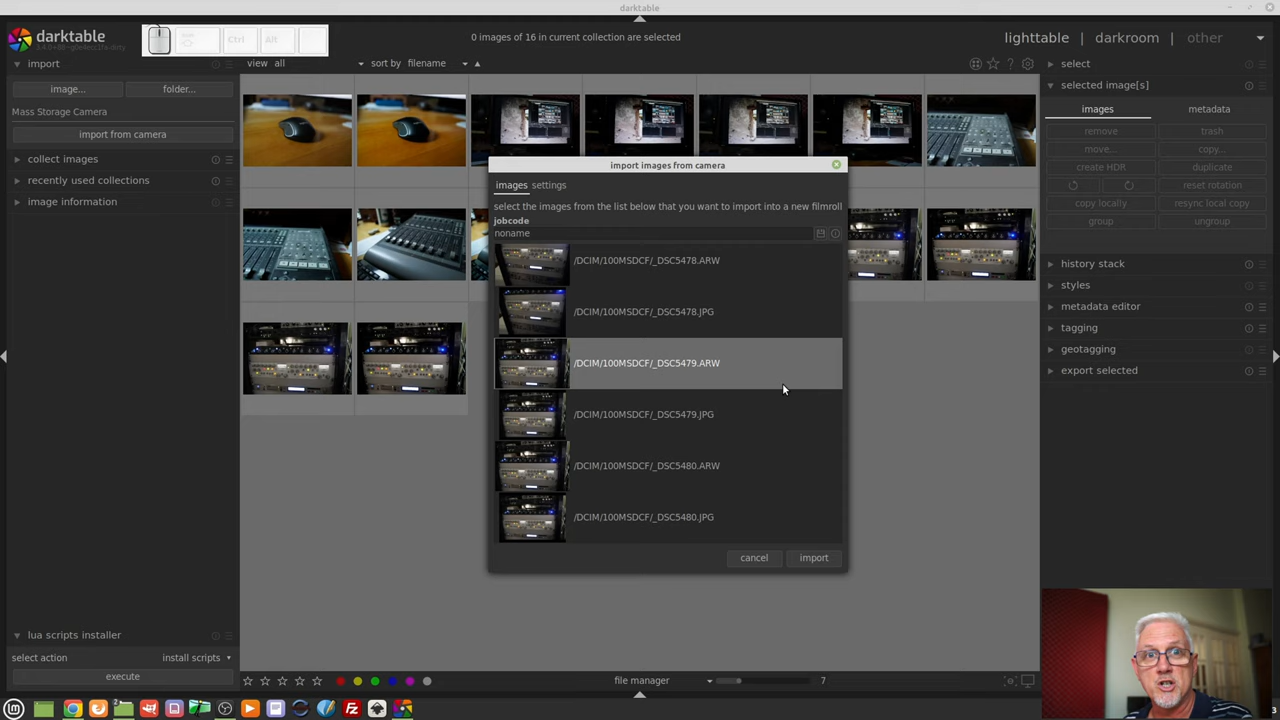 darktable
darktable
Ctrl
Alt
0 images of 16 in current collection are selected
lighttable | darkroom | other
import
view all
sort by filename
select
image...
folder...
selected image[s]
Mass Storage Camera
images
metadata
import from camera
remove
trash
move...
copy...
collect images
create HDR
duplicate
recently used collections
reset rotation
image information
copy locally
resync local copy
group
ungroup
import images from camera
images
settings
select the images from the list below that you want to import into a new filmroll
jobcode
noname
/DCIM/100MSDCF/_DSC5478.ARW
/DCIM/100MSDCF/_DSC5478.JPG
/DCIM/100MSDCF/_DSC5479.ARW
/DCIM/100MSDCF/_DSC5479.JPG
/DCIM/100MSDCF/_DSC5480.ARW
/DCIM/100MSDCF/_DSC5480.JPG
cancel
import
history stack
styles
metadata editor
tagging
geotagging
export selected
lua scripts installer
select action
install scripts
execute
file manager
7